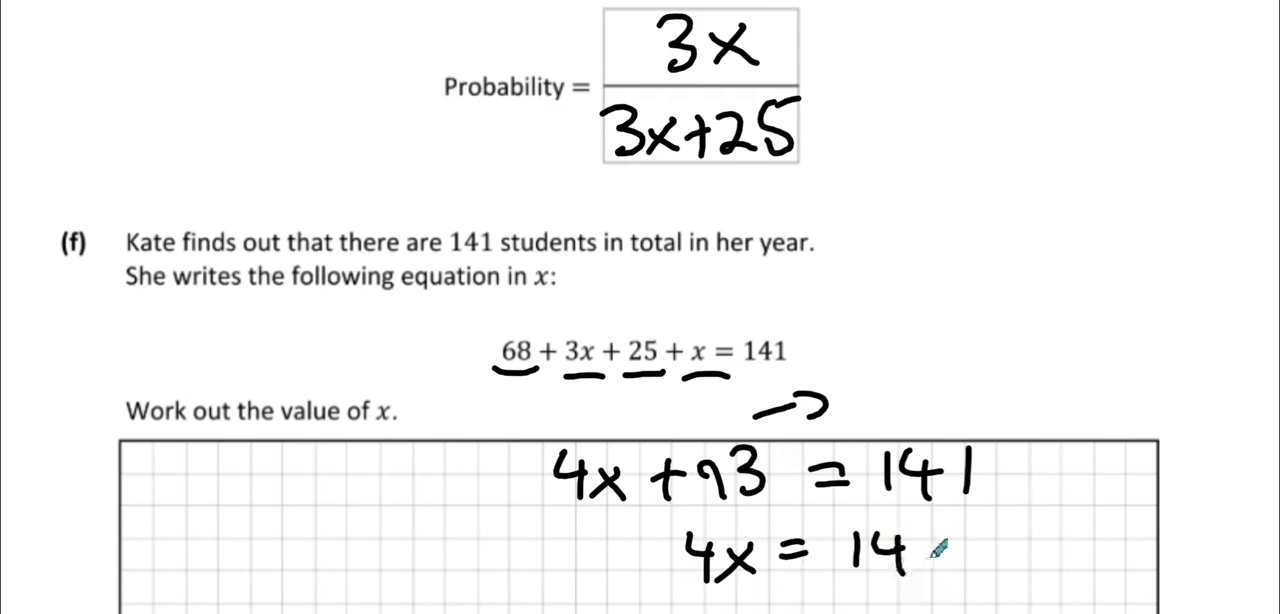 Probability = 3x
3x+25
(f) Kate finds out that there are 141 students in total in her year.
She writes the following equation in x:
68 + 3x + 25 + x = 141
Work out the value of x.
4x + 93 = 141
4x = 14